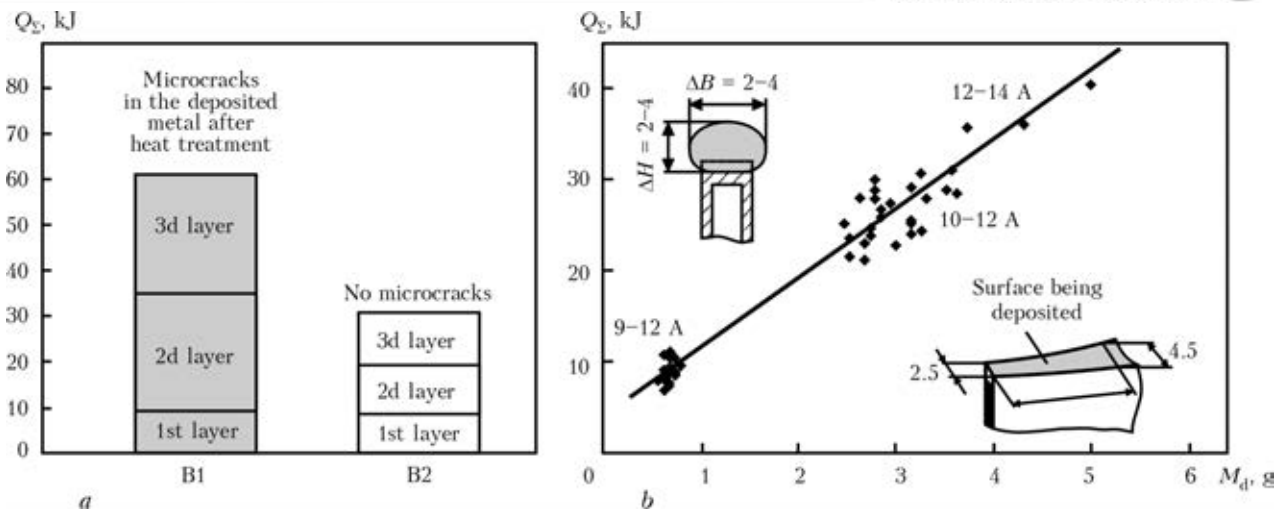 Q_Σ, kJ
80
70
60
50
40
30
20
10
0
Microcracks
in the deposited
metal after
heat treatment
3d layer
2d layer
1st layer
No microcracks
3d layer
2d layer
1st layer
B1
B2
a
Q_Σ, kJ
40
30
20
10
0
ΔB = 2–4
ΔH = 2–4
12–14 A
10–12 A
9–12 A
Surface being
deposited
2.5
4.5
1
2
3
4
5
6
M_d, g
b